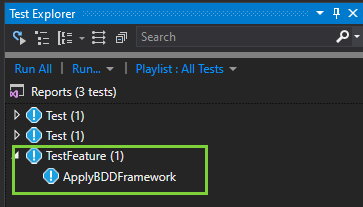 Test Explorer
Search
Run All | Run... | Playlist : All Tests
Reports (3 tests)
Test (1)
Test (1)
TestFeature (1)
ApplyBDDFramework